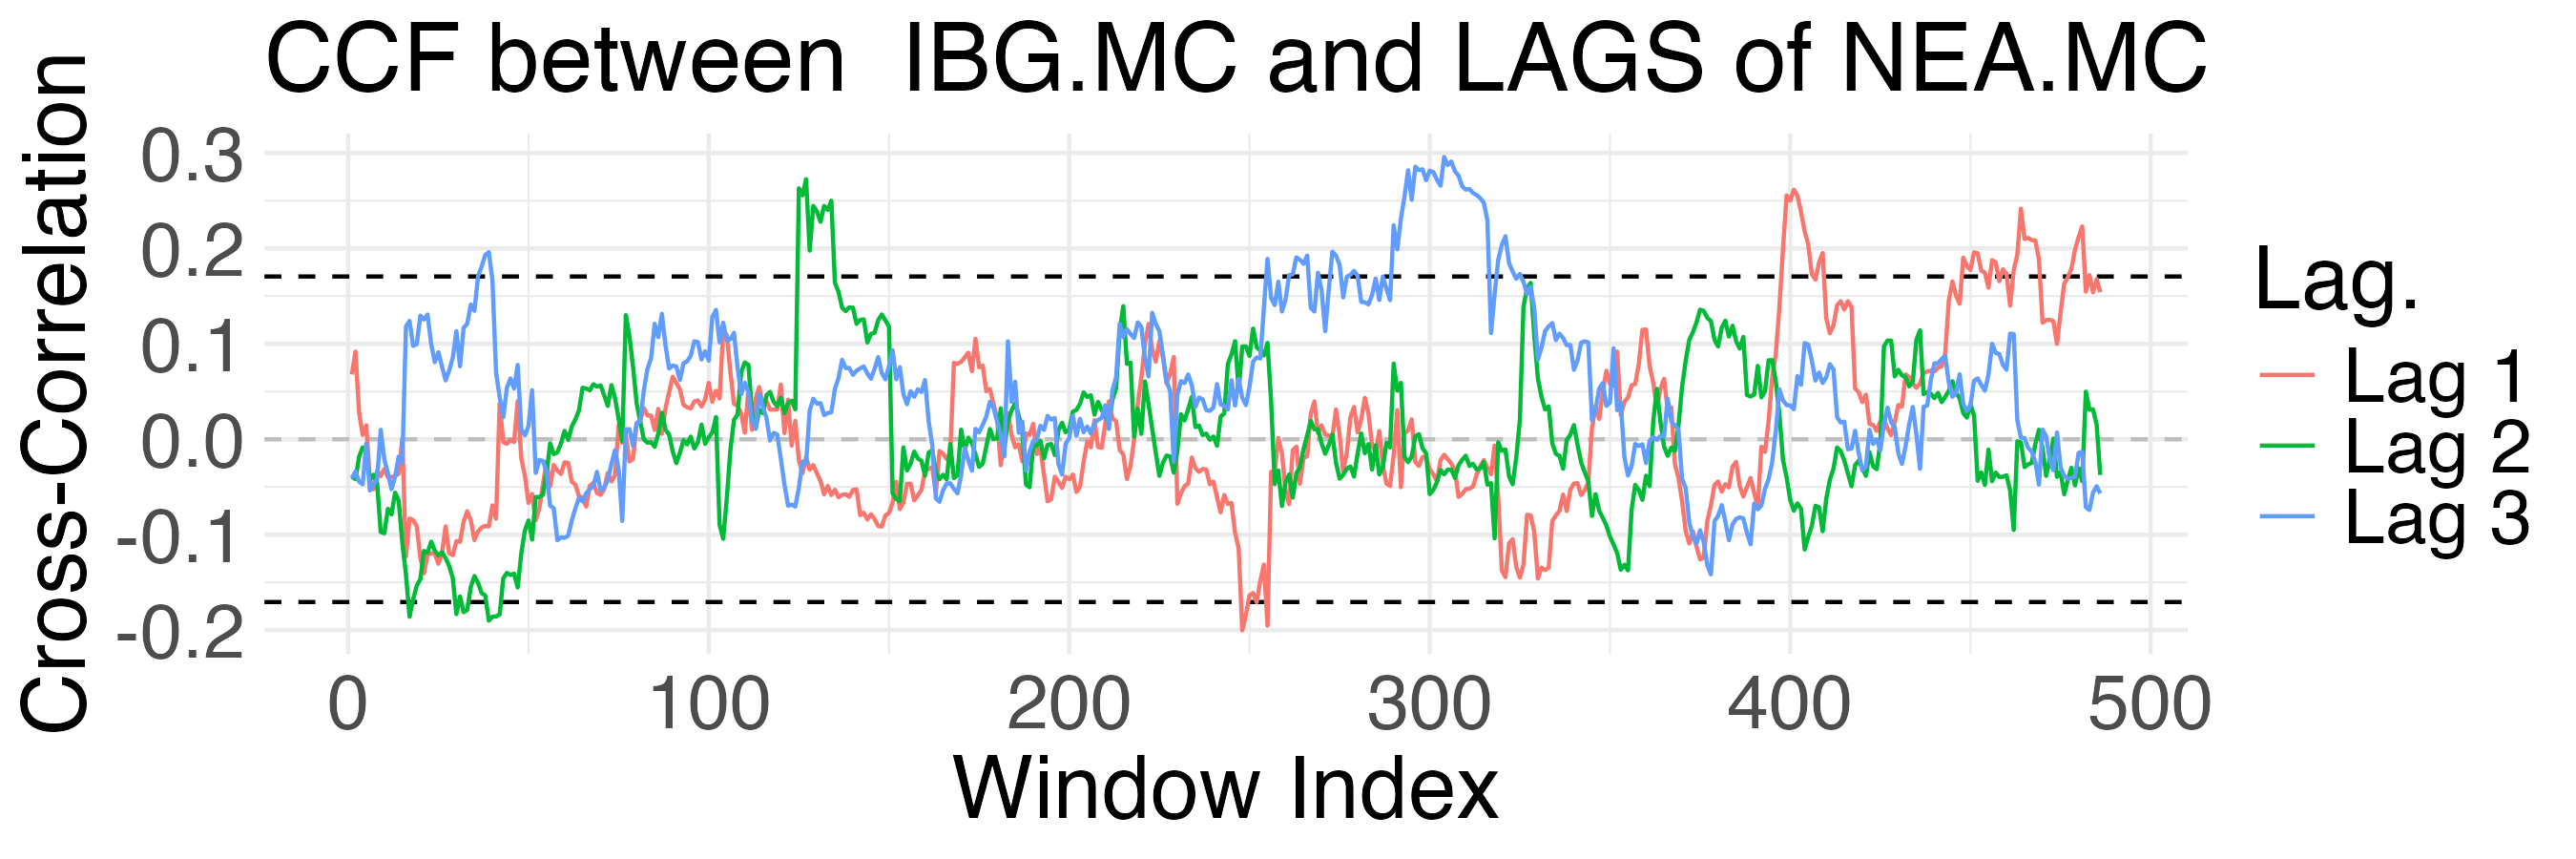 CCF between  IBG.MC and LAGS of NEA.MC
Cross-Correlation
0.3
0.2
0.1
0.0
-0.1
-0.2
0 100 200 300 400 500
Window Index
Lag.
Lag 1
Lag 2
Lag 3